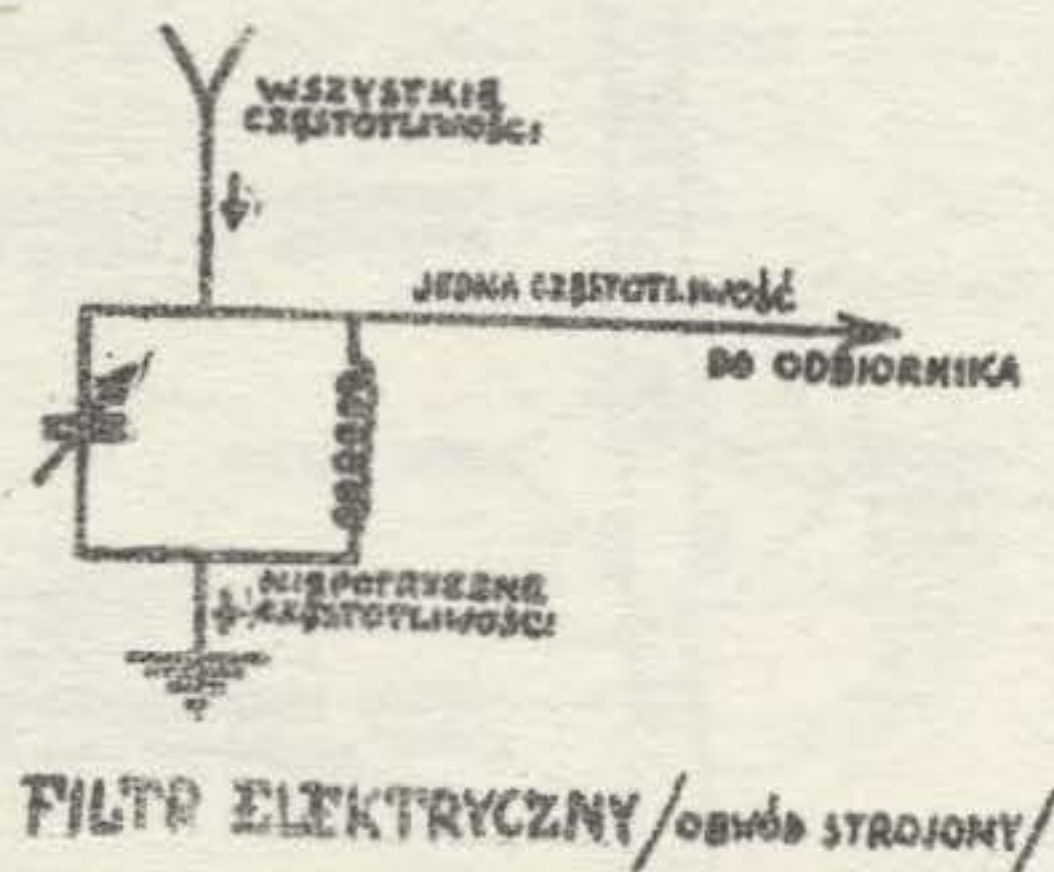 WSZYSTKIE
CZĘSTOTLIWOŚCI
JEDNA CZĘSTOTLIWOŚĆ
DO ODBIORNIKA
NIEPOTRZEBNE
CZĘSTOTLIWOŚCI
FILTR ELEKTRYCZNY /OBWÓD STROJONY/